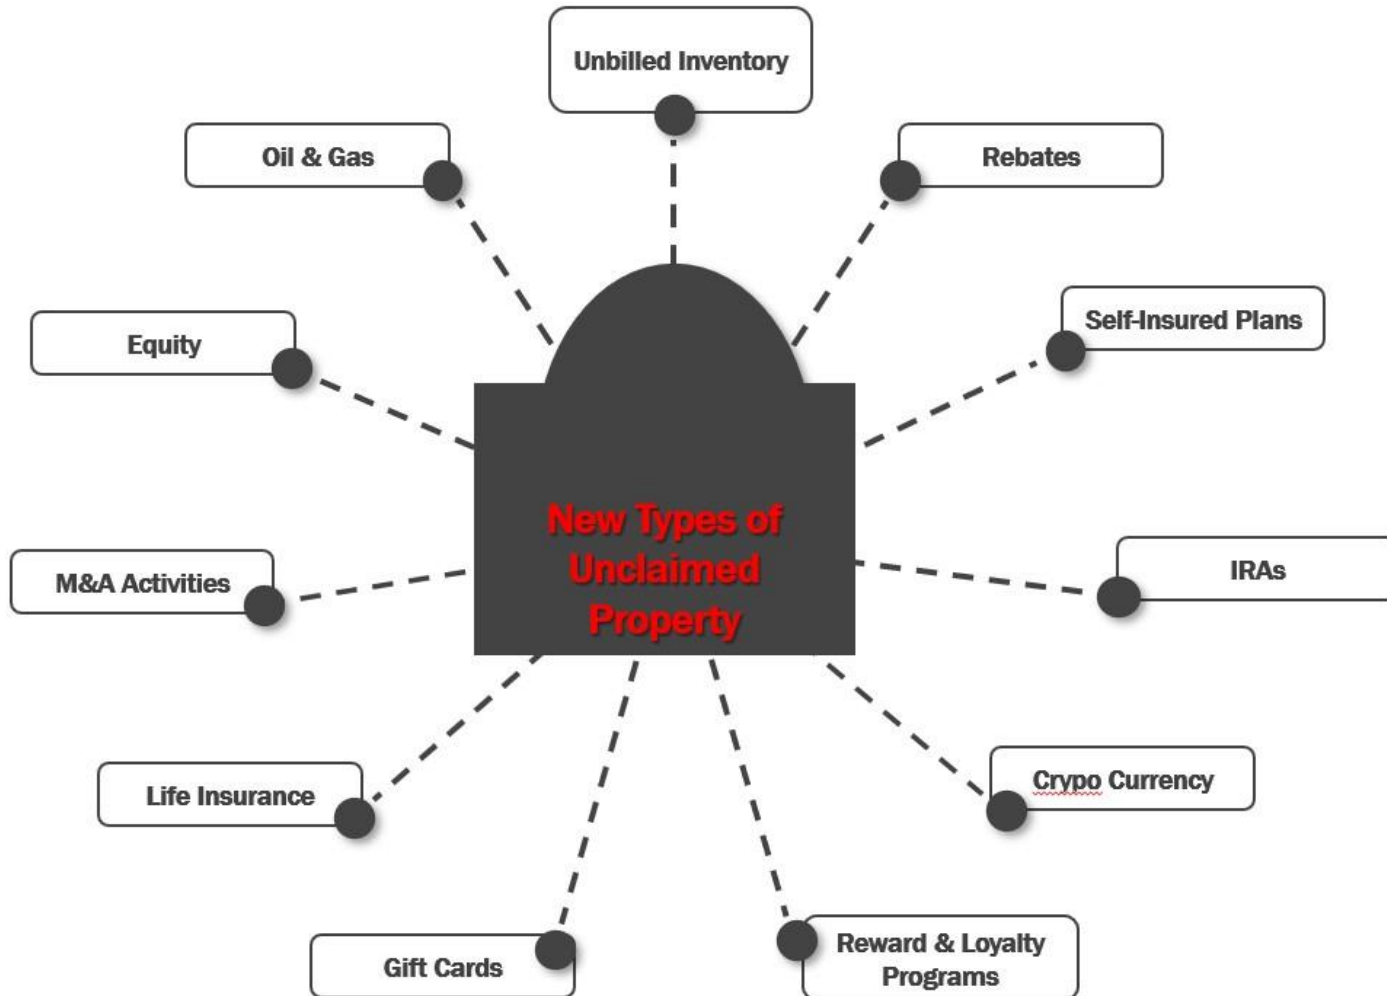 Unbilled Inventory
Oil & Gas
Rebates
Self-Insured Plans
Equity
New Types of
Unclaimed
Property
M&A Activities
IRAs
Life Insurance
Crypo Currency
Gift Cards
Reward & Loyalty
Programs